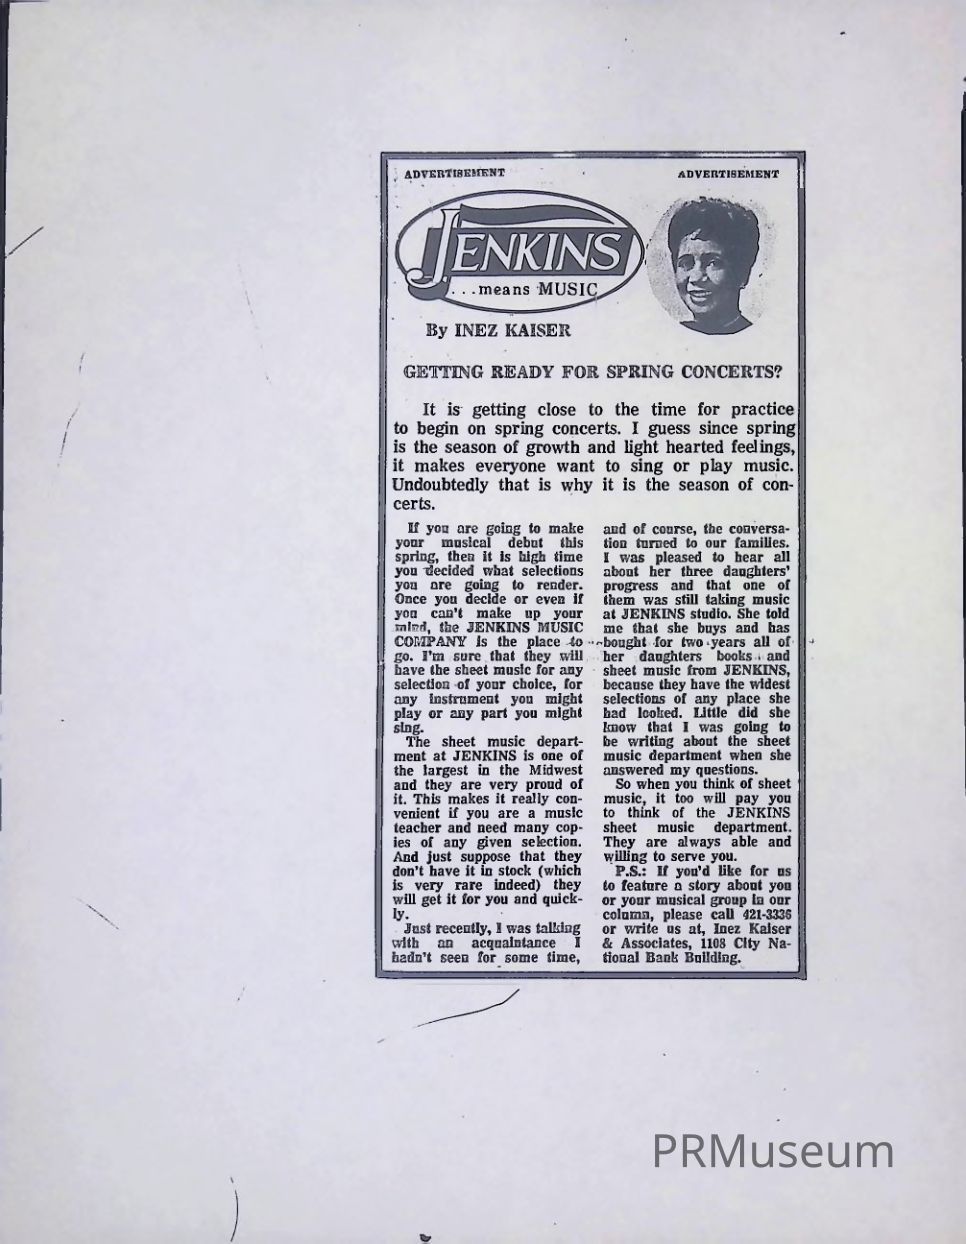 ADVERTISEMENT ADVERTISEMENT
JENKINS
...means MUSIC
By INEZ KAISER
GETTING READY FOR SPRING CONCERTS?
It is getting close to the time for practice
to begin on spring concerts. I guess since spring
is the season of growth and light hearted feelings,
it makes everyone want to sing or play music.
Undoubtedly that is why it is the season of con-
certs.
If you are going to make
your musical debut this
spring, then it is high time
you decided what selections
you are going to render.
Once you decide or even if
you can't make up your
mind, the JENKINS MUSIC
COMPANY is the place to
go. I'm sure that they will
have the sheet music for any
selection of your choice, for
any instrument you might
play or any part you might
sing.
The sheet music depart-
ment at JENKINS is one of
the largest in the Midwest
and they are very proud of
it. This makes it really con-
venient if you are a music
teacher and need many cop-
ies of any given selection.
And just suppose that they
don't have it in stock (which
is very rare indeed) they
will get it for you and quick-
ly.
Just recently, I was talking
with an acquaintance I
hadn't seen for some time,
and of course, the conversa-
tion turned to our families.
I was pleased to hear all
about her three daughters'
progress and that one of
them was still taking music
at JENKINS studio. She told
me that she buys and has
bought for two years all of
her daughters books and
sheet music from JENKINS,
because they have the widest
selections of any place she
had looked. Little did she
know that I was going to
be writing about the sheet
music department when she
answered my questions.
So when you think of sheet
music, it too will pay you
to think of the JENKINS
sheet music department.
They are always able and
willing to serve you.
P.S.: If you'd like for us
to feature a story about you
or your musical group in our
column, please call 421-3336
or write us at, Inez Kaiser
& Associates, 1108 City Na-
tional Bank Building.
PRMuseum